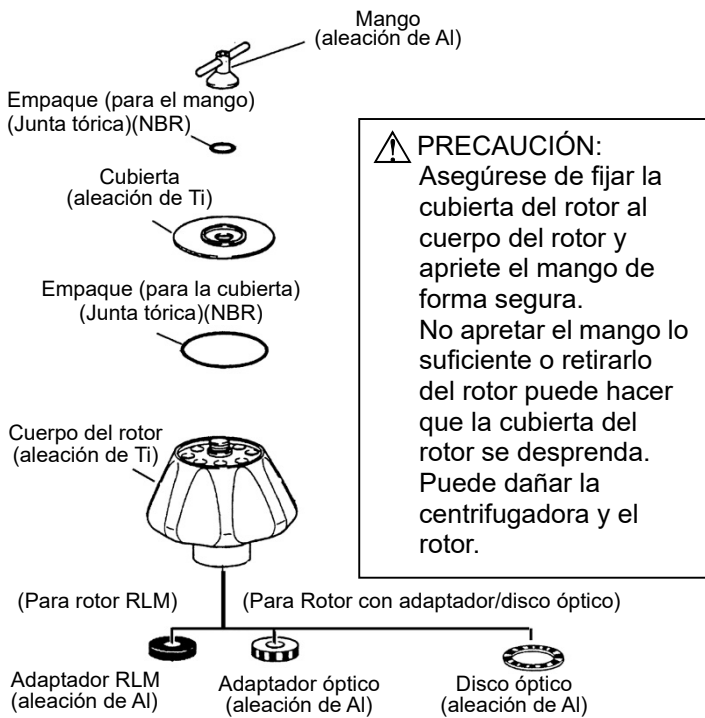 Mango
(aleación de Al)
Empaque (para el mango)
(Junta tórica)(NBR)
Cubierta
(aleación de Ti)
Empaque (para la cubierta)
(Junta tórica)(NBR)
Cuerpo del rotor
(aleación de Ti)
PRECAUCIÓN:
Asegúrese de fijar la
cubierta del rotor al
cuerpo del rotor y
apriete el mango de
forma segura.
No apretar el mango lo
suficiente o retirarlo
del rotor puede hacer
que la cubierta del
rotor se desprenda.
Puede dañar la
centrifugadora y el
rotor.
(Para rotor RLM)
(Para Rotor con adaptador/disco óptico)
Adaptador RLM
(aleación de Al)
Adaptador óptico
(aleación de Al)
Disco óptico
(aleación de Al)